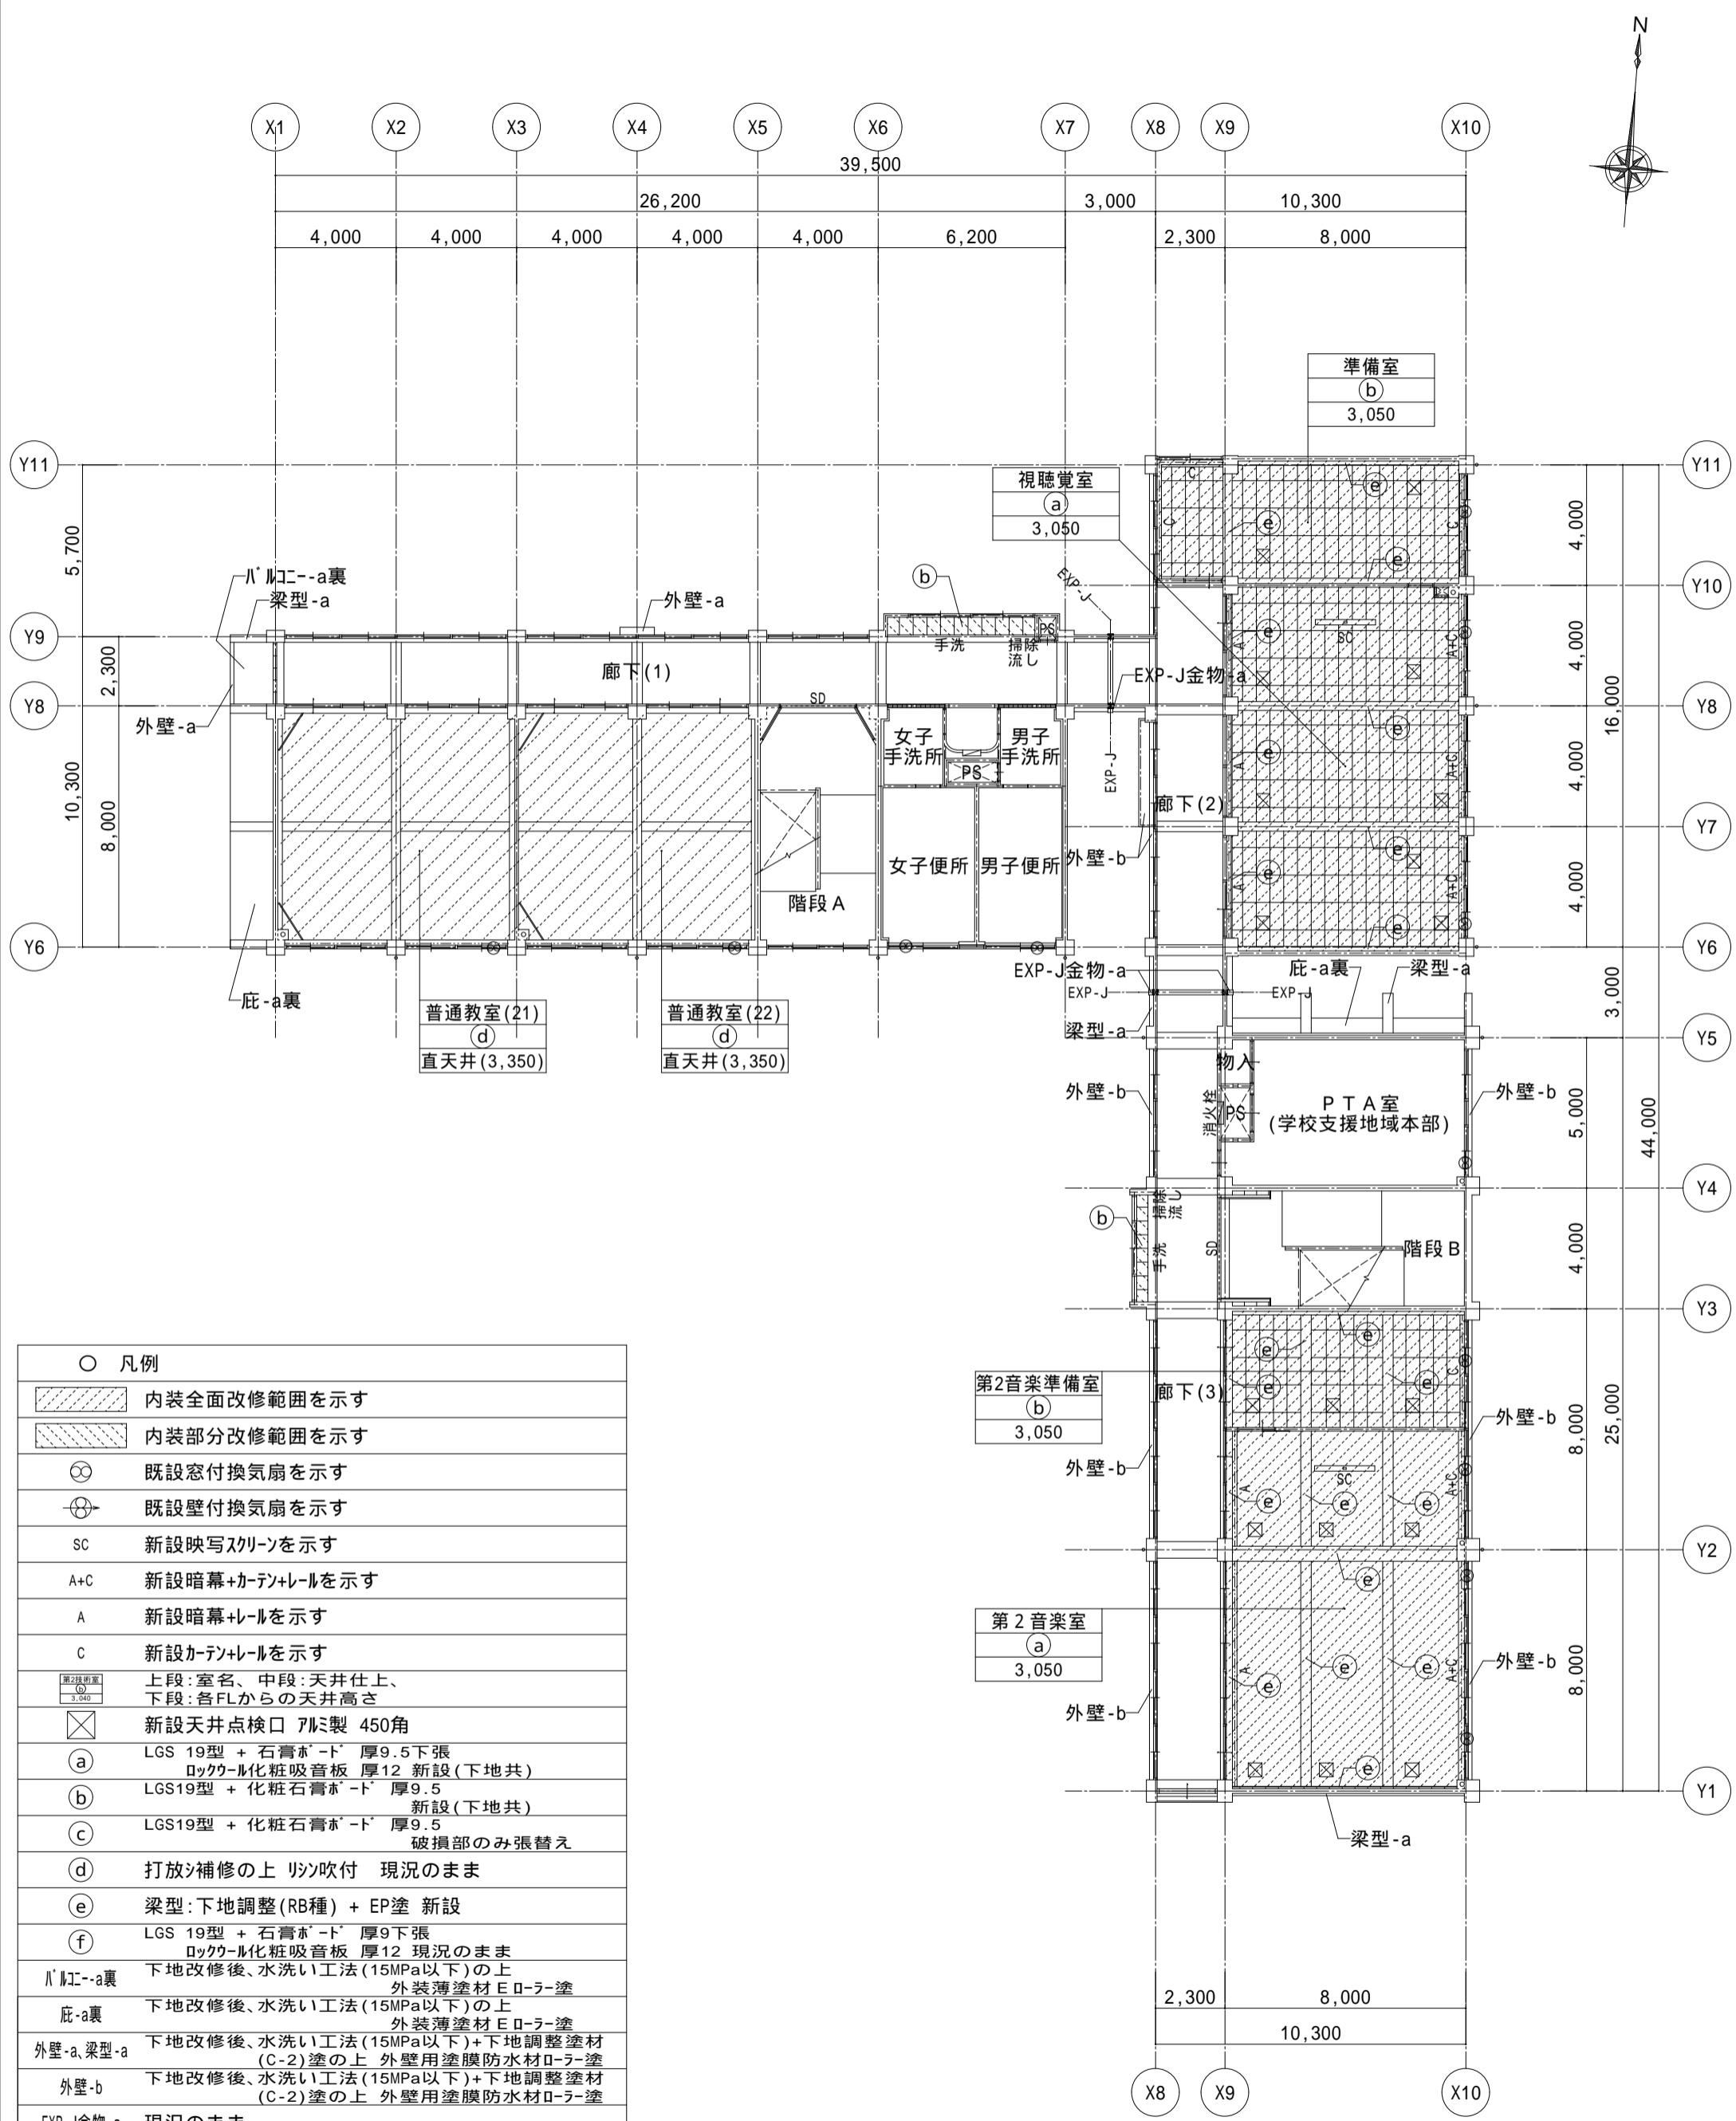 N
X1
X2
X3
X4
X5
X6
X7
X8
X9
X10
39,500
26,200
3,000
10,300
4,000
4,000
4,000
4,000
4,000
6,200
2,300
8,000
準備室
b
3,050
Y11
Y11
視聴覚室
a
3,050
5,700
4,000
C
e
e
C
C
e
バルコニー-a裏
梁型-a
外壁-a
b
EXP-J
Y10
Y9
PS
手洗
掃除
流し
廊下(1)
EXP-J金物-a
A
e
SC
A+C
4,000
2,300
16,000
Y8
外壁-a
SD
Y8
女子
手洗所
男子
手洗所
PS
EXP-J
e
e
A
A+C
4,000
10,300
8,000
廊下(2)
Y7
外壁-b
女子便所
男子便所
e
e
A
A+C
4,000
階段A
e
Y6
Y6
庇-a裏
EXP-J金物-a
EXP-J
EXP-J
庇-a裏
梁型-a
3,000
普通教室(21)
d
直天井(3,350)
普通教室(22)
d
直天井(3,350)
梁型-a
Y5
物入
外壁-b
消火栓
PS
PTA室
(学校支援地域本部)
外壁-b
5,000
44,000
Y4
掃除
流し
b
手洗
SD
階段B
4,000
Y3
e
e
第2音楽準備室
b
3,050
廊下(3)
e
e
C
外壁-b
8,000
25,000
外壁-b
SC
A
A+C
e
e
e
Y2
e
第2音楽室
a
3,050
A
e
e
e
A+C
外壁-b
8,000
外壁-b
e
Y1
梁型-a
2,300
8,000
10,300
X8
X9
X10
○ 凡例
内装全面改修範囲を示す
内装部分改修範囲を示す
既設窓付換気扇を示す
既設壁付換気扇を示す
SC 新設映写スクリーンを示す
A+C 新設暗幕+カーテン+レールを示す
A 新設暗幕+レールを示す
C 新設カーテン+レールを示す
第2技術室
b
3,040
上段:室名、中段:天井仕上、
下段:各FLからの天井高さ
新設天井点検口 アルミ製 450角
a LGS 19型 + 石膏ボード 厚9.5下張
ロックウール化粧吸音板 厚12 新設(下地共)
b LGS19型 + 化粧石膏ボード 厚9.5
新設(下地共)
c LGS19型 + 化粧石膏ボード 厚9.5
破損部のみ張替え
d 打放シ補修の上 リシン吹付 現況のまま
e 梁型:下地調整(RB種) + EP塗 新設
f LGS 19型 + 石膏ボード 厚9下張
ロックウール化粧吸音板 厚12 現況のまま
バルコニー-a裏 下地改修後、水洗い工法(15MPa以下)の上
外装薄塗材Eローラー塗
庇-a裏 下地改修後、水洗い工法(15MPa以下)の上
外装薄塗材Eローラー塗
外壁-a、梁型-a 下地改修後、水洗い工法(15MPa以下)+下地調整塗材
(C-2)塗の上 外壁用塗膜防水材ローラー塗
外壁-b 下地改修後、水洗い工法(15MPa以下)+下地調整塗材
(C-2)塗の上 外壁用塗膜防水材ローラー塗